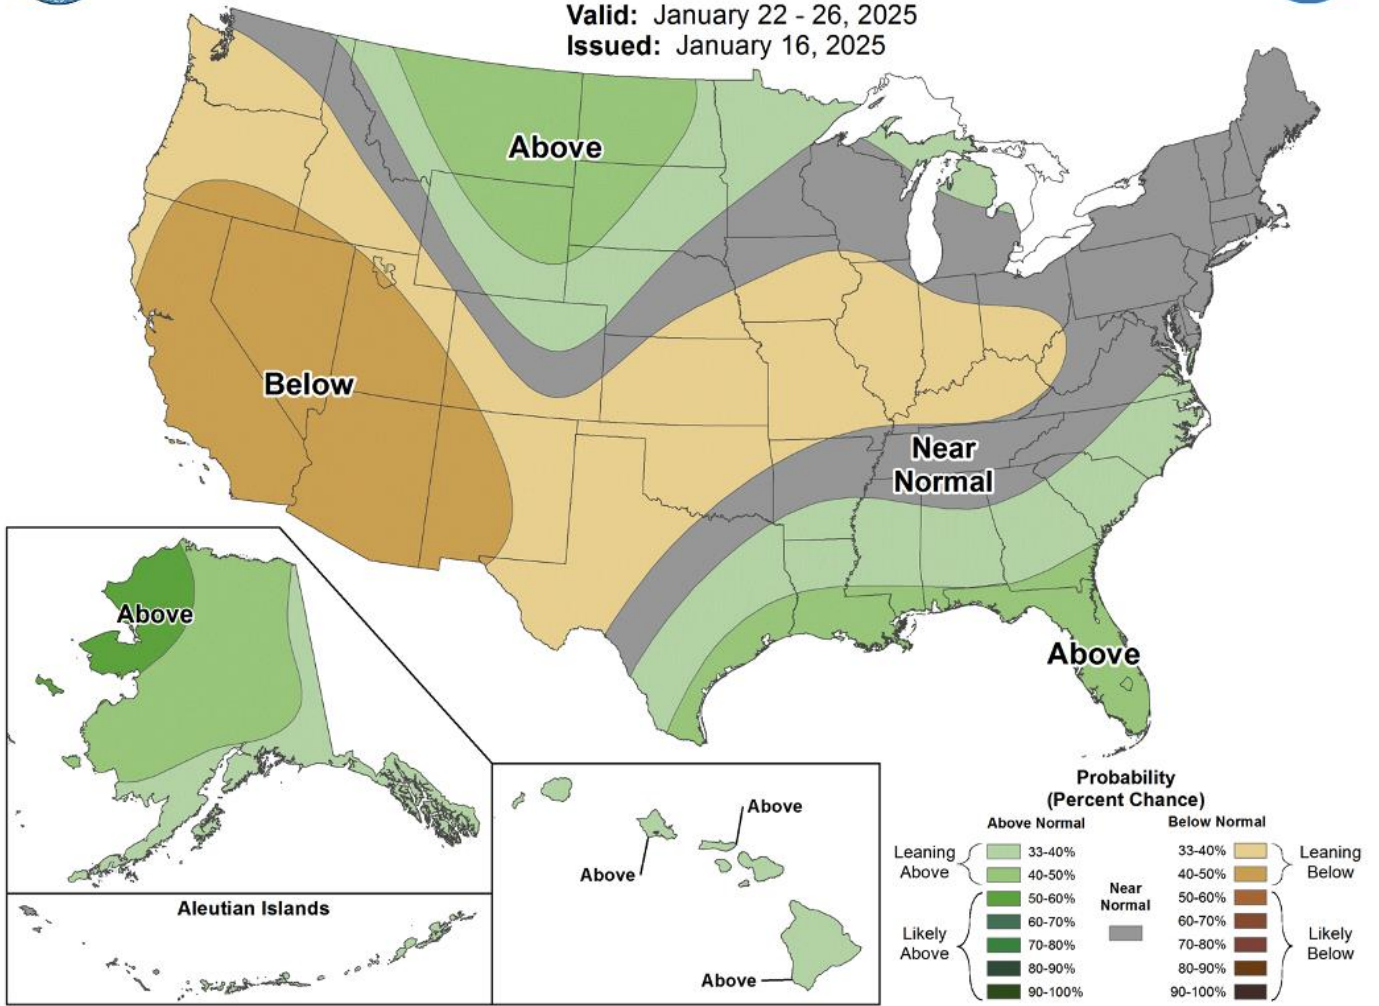 Valid: January 22 - 26, 2025
Issued: January 16, 2025
Above
Below
Near
Normal
Above
Above
Above
Above
Above
Aleutian Islands
Probability
(Percent Chance)
Above Normal
Below Normal
Leaning
Above
33-40%
40-50%
33-40%
40-50%
Leaning
Below
Likely
Above
50-60%
60-70%
70-80%
80-90%
90-100%
Near
Normal
50-60%
60-70%
70-80%
80-90%
90-100%
Likely
Below